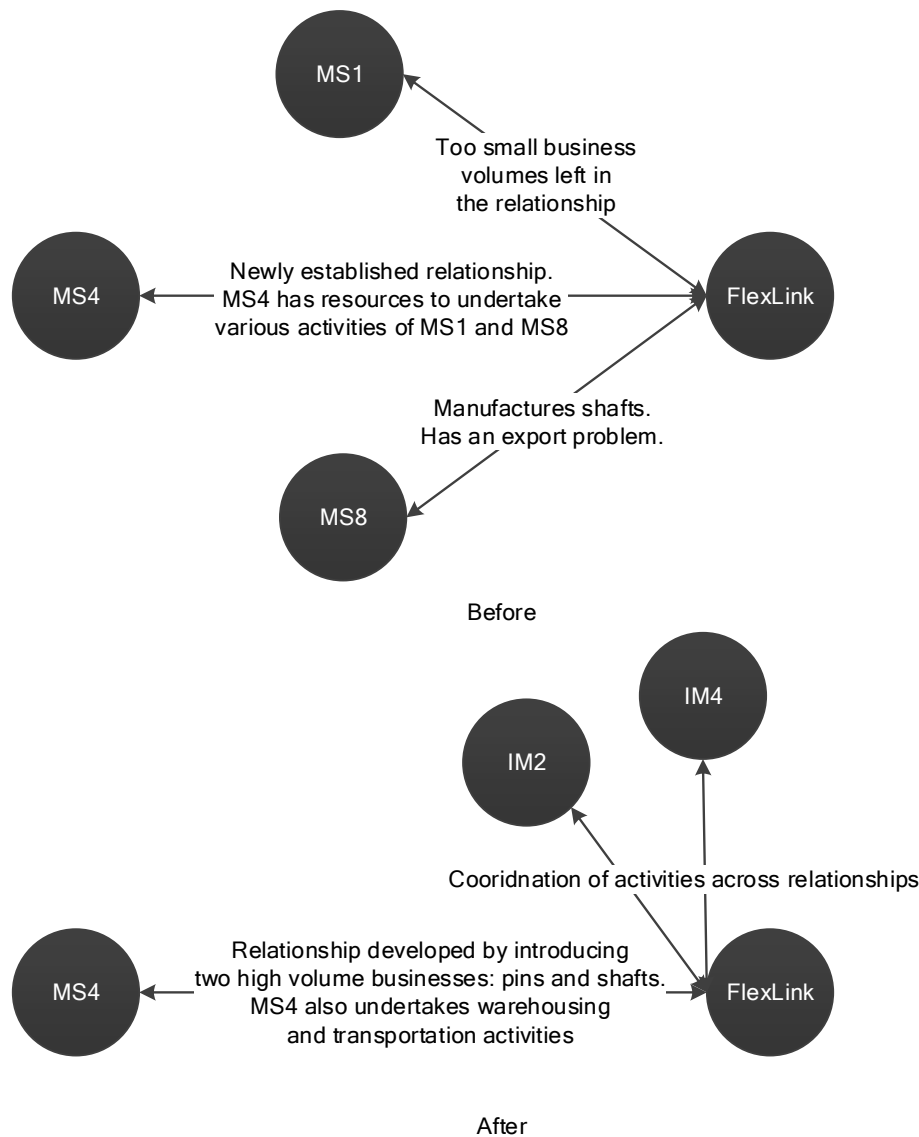 MS1
Too small business
volumes left in
the relationship
MS4
Newly established relationship.
MS4 has resources to undertake
various activities of MS1 and MS8
FlexLink
Manufactures shafts.
Has an export problem.
MS8
Before
IM4
IM2
Cooridnation of activities across relationships
MS4
Relationship developed by introducing
two high volume businesses: pins and shafts.
MS4 also undertakes warehousing
and transportation activities
FlexLink
After